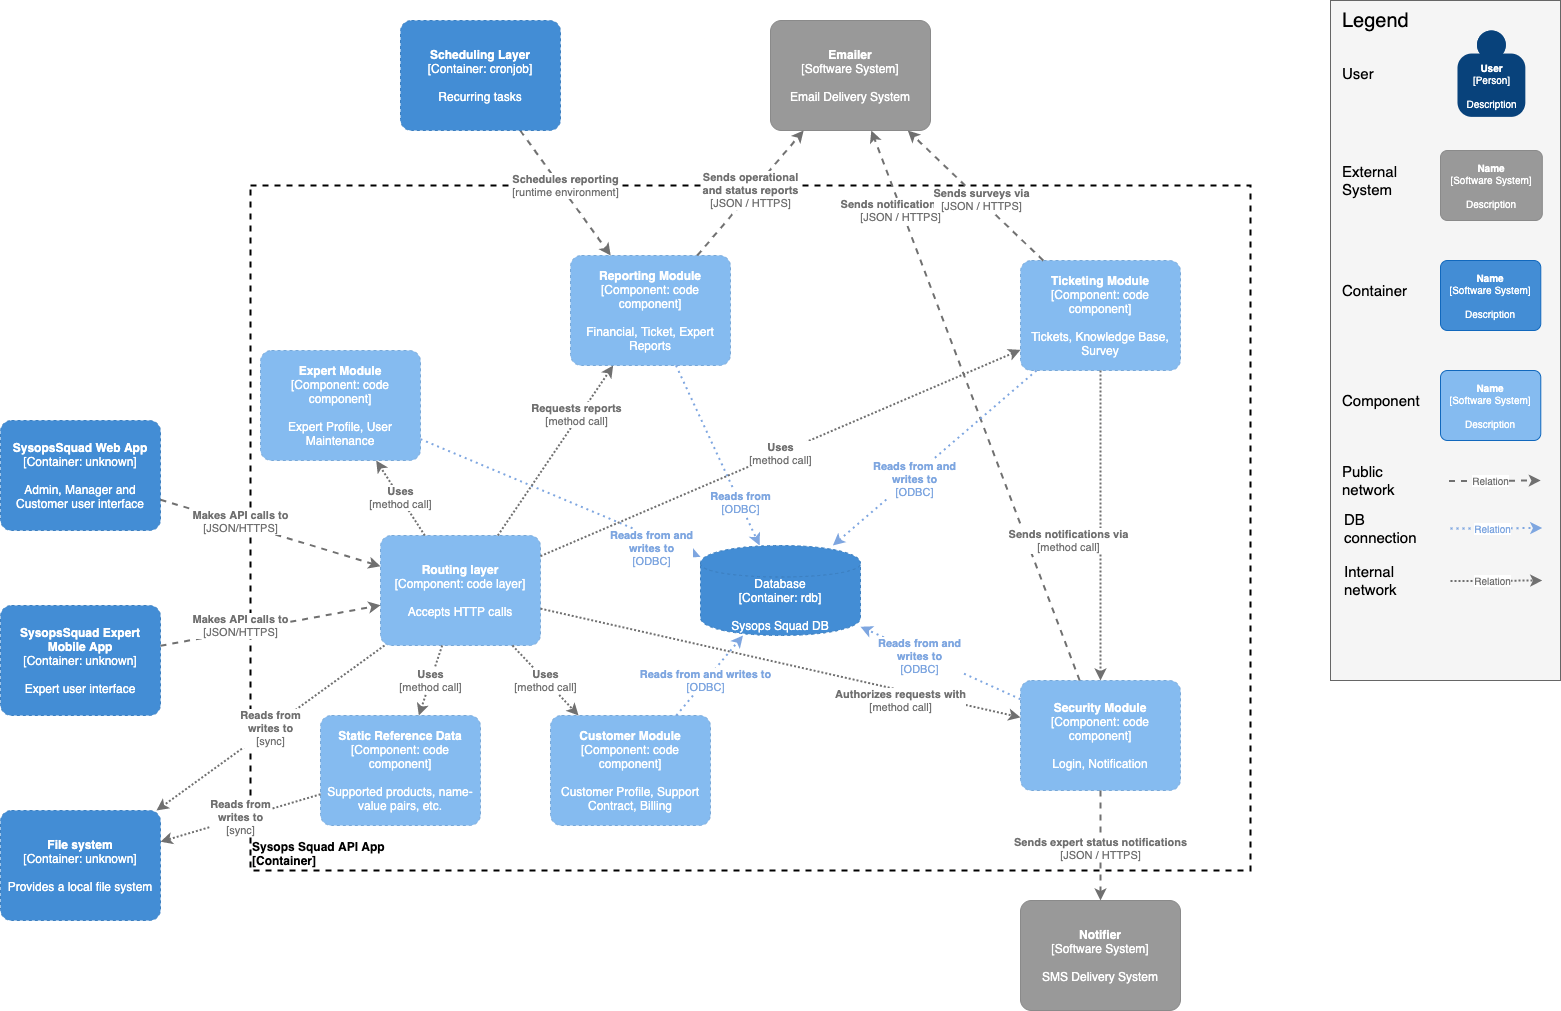 Scheduling Layer
[Container: cronjob]
Recurring tasks
Emailer
[Software System]
Email Delivery System
Schedules reporting
[runtime environment]
Sends operational
and status reports
[JSON / HTTPS]
Sends notification
[JSON / HTTPS]
Sends surveys via
[JSON / HTTPS]
Reporting Module
[Component: code
component]
Financial, Ticket, Expert
Reports
Ticketing Module
[Component: code
component]
Tickets, Knowledge Base,
Survey
Expert Module
[Component: code
component]
Expert Profile, User
Maintenance
Requests reports
[method call]
Uses
[method call]
SysopsSquad Web App
[Container: unknown]
Admin, Manager and
Customer user interface
Makes API calls to
[JSON/HTTPS]
Uses
[method call]
Reads from
[ODBC]
Reads from and
writes to
[ODBC]
Reads from and
writes to
[ODBC]
Sends notifications via
[method call]
Routing layer
[Component: code layer]
Accepts HTTP calls
Database
[Container: rdb]
Sysops Squad DB
SysopsSquad Expert
Mobile App
[Container: unknown]
Expert user interface
Makes API calls to
[JSON/HTTPS]
Uses
[method call]
Uses
[method call]
Reads from and writes to
[ODBC]
Reads from and
writes to
[ODBC]
Authorizes requests with
[method call]
Reads from
writes to
[sync]
Static Reference Data
[Component: code
component]
Supported products, name-
value pairs, etc.
Customer Module
[Component: code
component]
Customer Profile, Support
Contract, Billing
Security Module
[Component: code
component]
Login, Notification
Reads from
writes to
[sync]
File system
[Container: unknown]
Provides a local file system
Sysops Squad API App
[Container]
Sends expert status notifications
[JSON / HTTPS]
Notifier
[Software System]
SMS Delivery System
Legend
User
User
[Person]
Description
External
System
Name
[Software System]
Description
Container
Name
[Software System]
Description
Component
Name
[Software System]
Description
Public
network
Relation
DB
connection
Relation
Internal
network
Relation